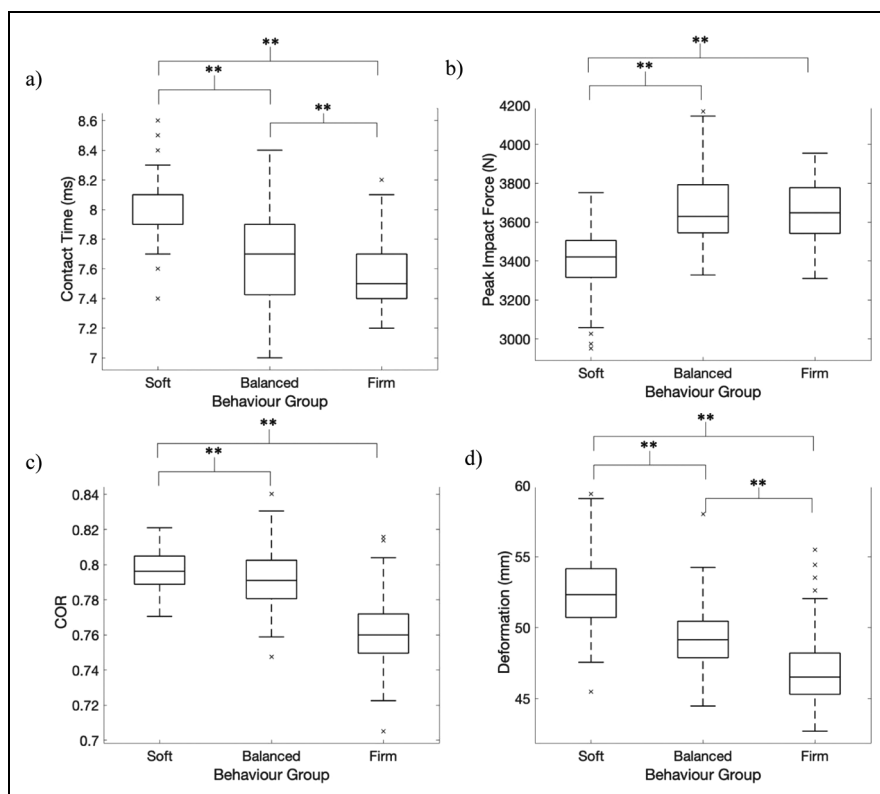 a)
**
**
**
8.6
8.4
8.2
8
7.8
7.6
7.4
7.2
7
Contact Time (ms)
Soft Balanced Firm
Behaviour Group
b)
**
**
4200
4000
3800
3600
3400
3200
3000
Peak Impact Force (N)
Soft Balanced Firm
Behaviour Group
c)
**
**
0.84
0.82
0.8
0.78
0.76
0.74
0.72
0.7
COR
Soft Balanced Firm
Behaviour Group
d)
**
**
**
60
55
50
45
Deformation (mm)
Soft Balanced Firm
Behaviour Group